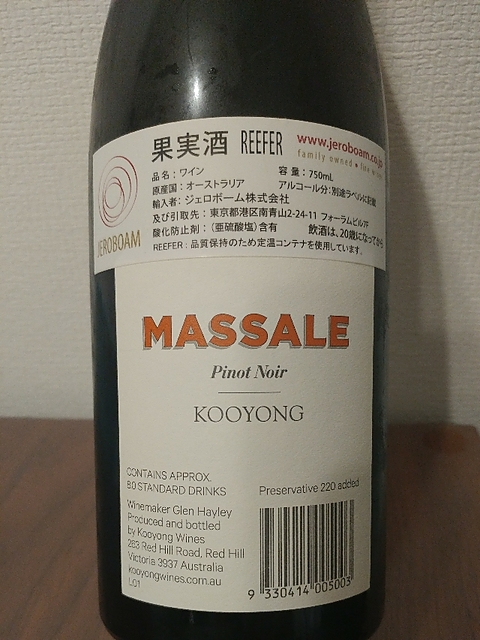 果実酒 REEFER www.jeroboam.co.jp
family owned • fine wine
品名：ワイン 容量：750mL
原産国：オーストラリア アルコール分：別途ラベルに記載
輸入者：ジェロボーム株式会社
及び引取先：東京都港区南青山2-24-11 フォーラムビル7F
酸化防止剤：（亜硫酸塩）含有 飲酒は、20歳になってから
REEFER：品質保持のため定温コンテナを使用しています。
JEROBOAM
MASSALE
Pinot Noir
KOOYONG
CONTAINS APPROX.
8.0 STANDARD DRINKS
Preservative 220 added
Winemaker Glen Hayley
Produced and bottled
by Kooyong Wines
263 Red Hill Road, Red Hill
Victoria 3937 Australia
kooyongwines.com.au
L01
9 330414 005003